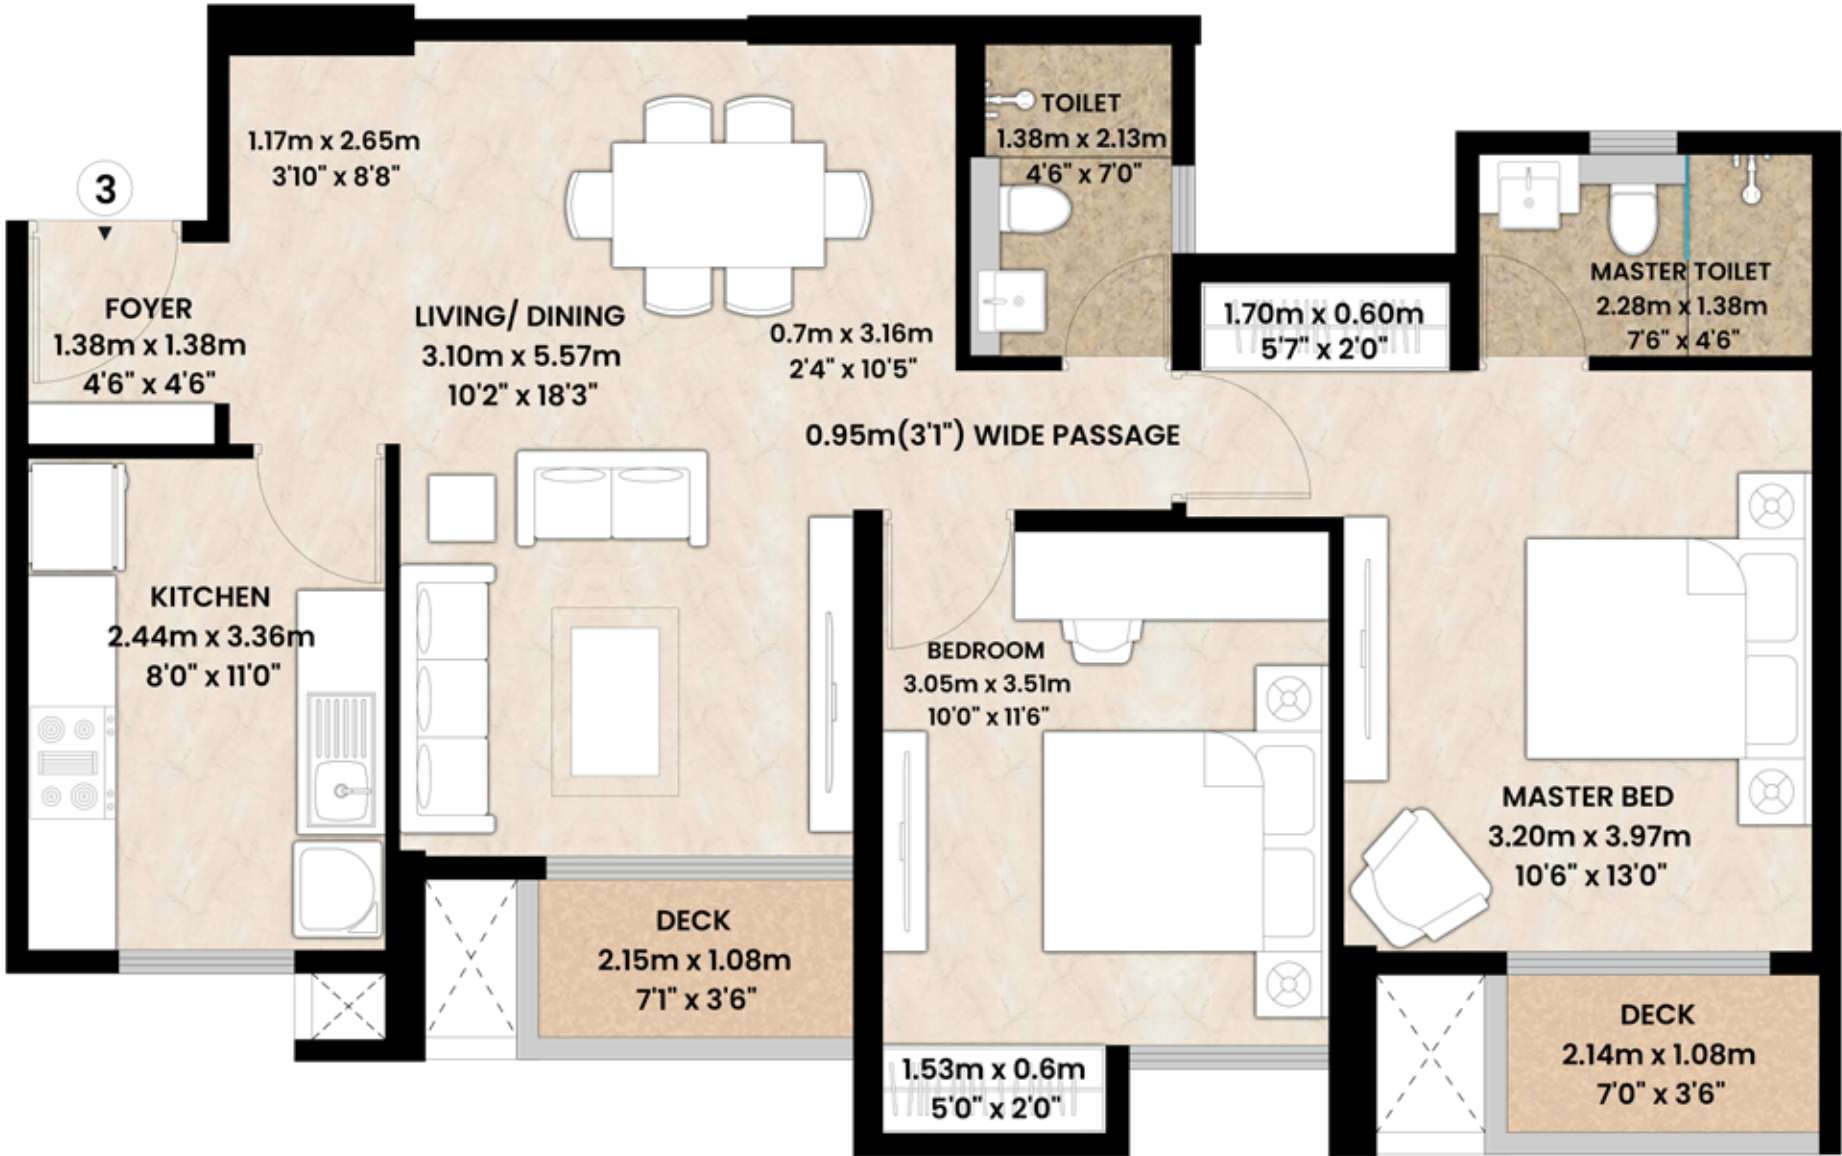 3
FOYER
1.38m x 1.38m
4'6" x 4'6"
1.17m x 2.65m
3'10" x 8'8"
LIVING/ DINING
3.10m x 5.57m
10'2" x 18'3"
0.7m x 3.16m
2'4" x 10'5"
TOILET
1.38m x 2.13m
4'6" x 7'0"
1.70m x 0.60m
5'7" x 2'0"
MASTER TOILET
2.28m x 1.38m
7'6" x 4'6"
0.95m(3'1") WIDE PASSAGE
KITCHEN
2.44m x 3.36m
8'0" x 11'0"
BEDROOM
3.05m x 3.51m
10'0" x 11'6"
MASTER BED
3.20m x 3.97m
10'6" x 13'0"
DECK
2.15m x 1.08m
7'1" x 3'6"
1.53m x 0.6m
5'0" x 2'0"
DECK
2.14m x 1.08m
7'0" x 3'6"